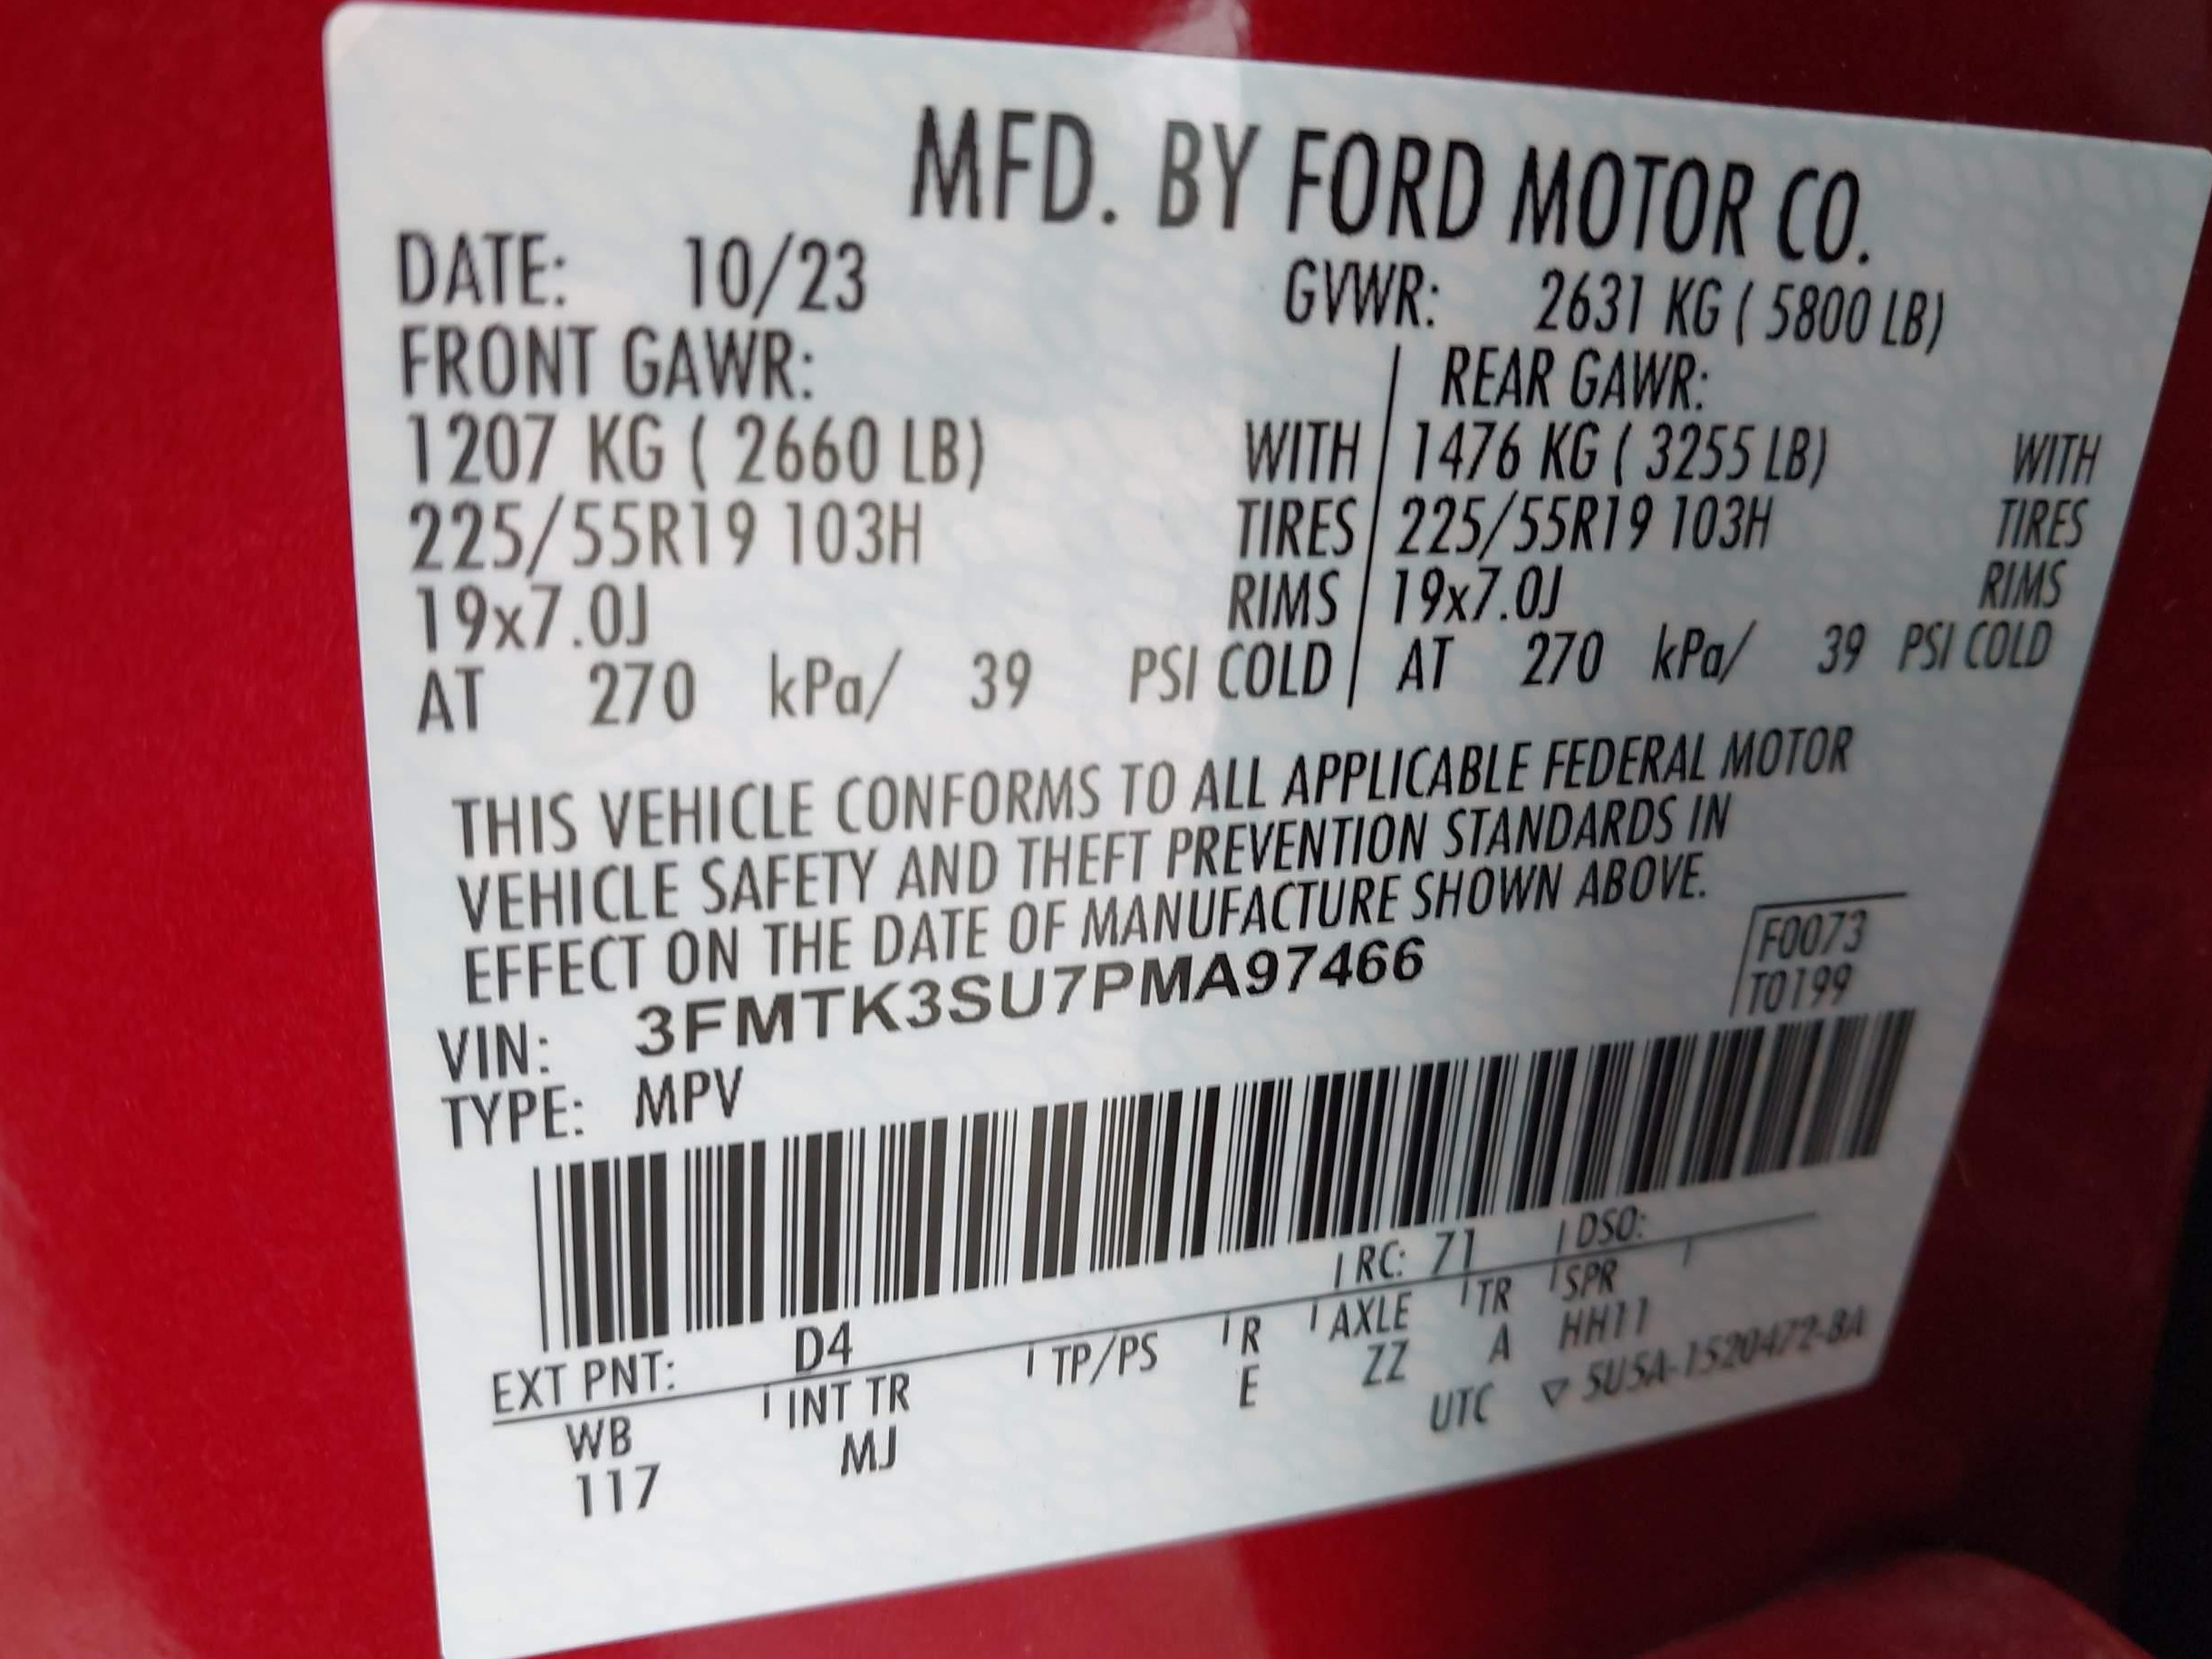 MFD. BY FORD MOTOR CO.
DATE: 10/23 GVWR: 2631 KG ( 5800 LB)
FRONT GAWR: REAR GAWR:
1207 KG ( 2660 LB) WITH 1476 KG ( 3255 LB) WITH
225/55R19 103H TIRES 225/55R19 103H TIRES
19x7.0J RIMS 19x7.0J RIMS
AT 270 kPa/ 39 PSI COLD AT 270 kPa/ 39 PSI COLD
THIS VEHICLE CONFORMS TO ALL APPLICABLE FEDERAL MOTOR
VEHICLE SAFETY AND THEFT PREVENTION STANDARDS IN
EFFECT ON THE DATE OF MANUFACTURE SHOWN ABOVE.
VIN: 3FMTK3SU7PMA97466
F0073
T0199
TYPE: MPV
EXT PNT: D4 RC: 71 DSO:
WB INT TR TP/PS R AXLE TR SPR
117 MJ E ZZ A HH11
UTC ▽ 5U5A-1520472-BA